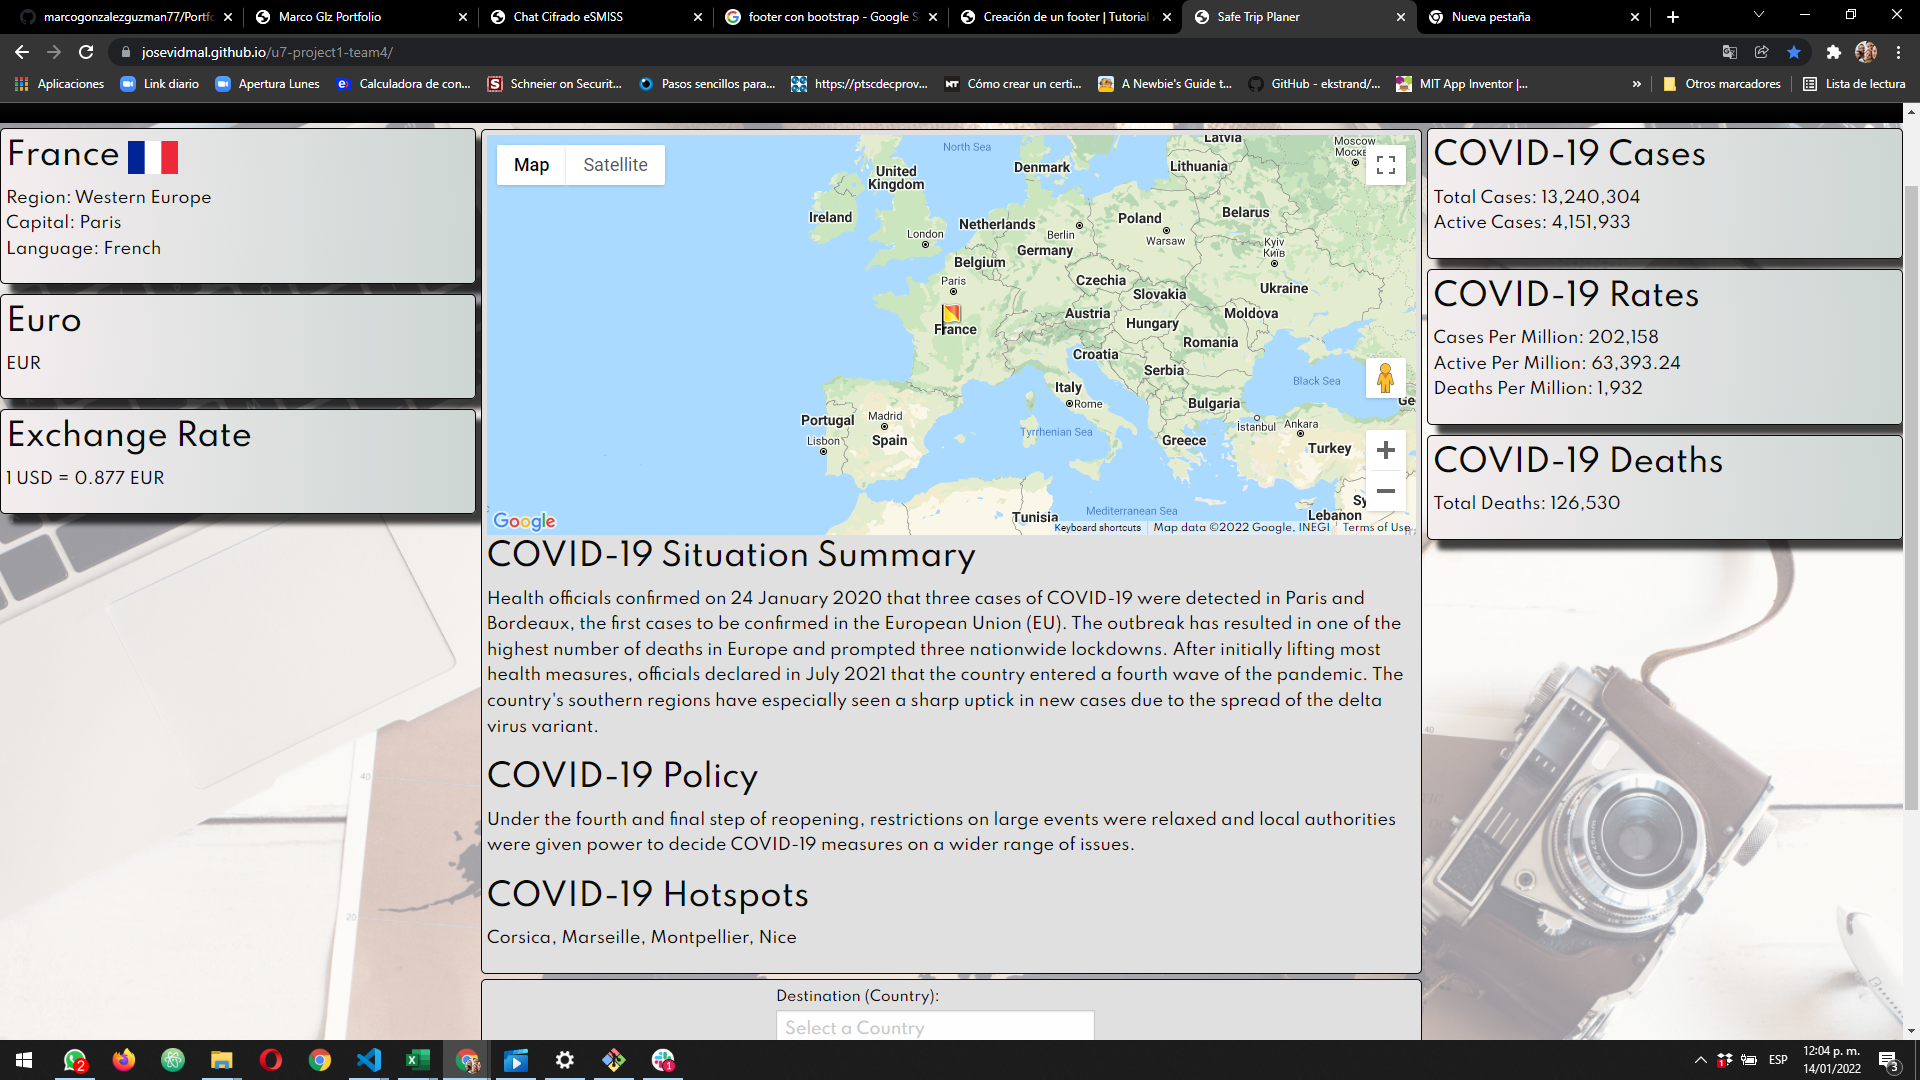 marcogonzalezguzman77/Portfo
Marco Glz Portfolio
Chat Cifrado eSMISS
footer con bootstrap - Google S
Creación de un footer | Tutorial
Safe Trip Planer
Nueva pestaña
josevidmal.github.io/u7-project1-team4/
Aplicaciones
Link diario
Apertura Lunes
Calculadora de con...
Schneier on Securit...
Pasos sencillos para...
https://ptscdecprov...
Cómo crear un certi...
A Newbie's Guide t...
GitHub - ekstrand/...
MIT App Inventor |...
»
Otros marcadores
Lista de lectura
France
Region: Western Europe
Capital: Paris
Language: French
Euro
EUR
Exchange Rate
1 USD = 0.877 EUR
Map
Satellite
North Sea
Latvia
Moscow
United
Kingdom
Denmark
Lithuania
Ireland
Netherlands
Poland
Belarus
London
Berlin
Warsaw
Germany
Belgium
Kyiv
Київ
Paris
Czechia
Slovakia
Ukraine
Austria
Hungary
Moldova
France
Romania
Croatia
Serbia
Italy
Black Sea
Rome
Bulgaria
Ge
Portugal
Madrid
Spain
Lisbon
Tyrrhenian Sea
İstanbul
Ankara
Greece
Turkey
Sy
Lebanon
Tunisia
Mediterranean Sea
Google
Keyboard shortcuts
Map data ©2022 Google, INEGI
Terms of Use
COVID-19 Situation Summary
Health officials confirmed on 24 January 2020 that three cases of COVID-19 were detected in Paris and
Bordeaux, the first cases to be confirmed in the European Union (EU). The outbreak has resulted in one of the
highest number of deaths in Europe and prompted three nationwide lockdowns. After initially lifting most
health measures, officials declared in July 2021 that the country entered a fourth wave of the pandemic. The
country's southern regions have especially seen a sharp uptick in new cases due to the spread of the delta
virus variant.
COVID-19 Policy
Under the fourth and final step of reopening, restrictions on large events were relaxed and local authorities
were given power to decide COVID-19 measures on a wider range of issues.
COVID-19 Hotspots
Corsica, Marseille, Montpellier, Nice
Destination (Country):
Select a Country
COVID-19 Cases
Total Cases: 13,240,304
Active Cases: 4,151,933
COVID-19 Rates
Cases Per Million: 202,158
Active Per Million: 63,393.24
Deaths Per Million: 1,932
COVID-19 Deaths
Total Deaths: 126,530
40
20
40
2
1
1
ESP
12:04 p. m.
14/01/2022
3